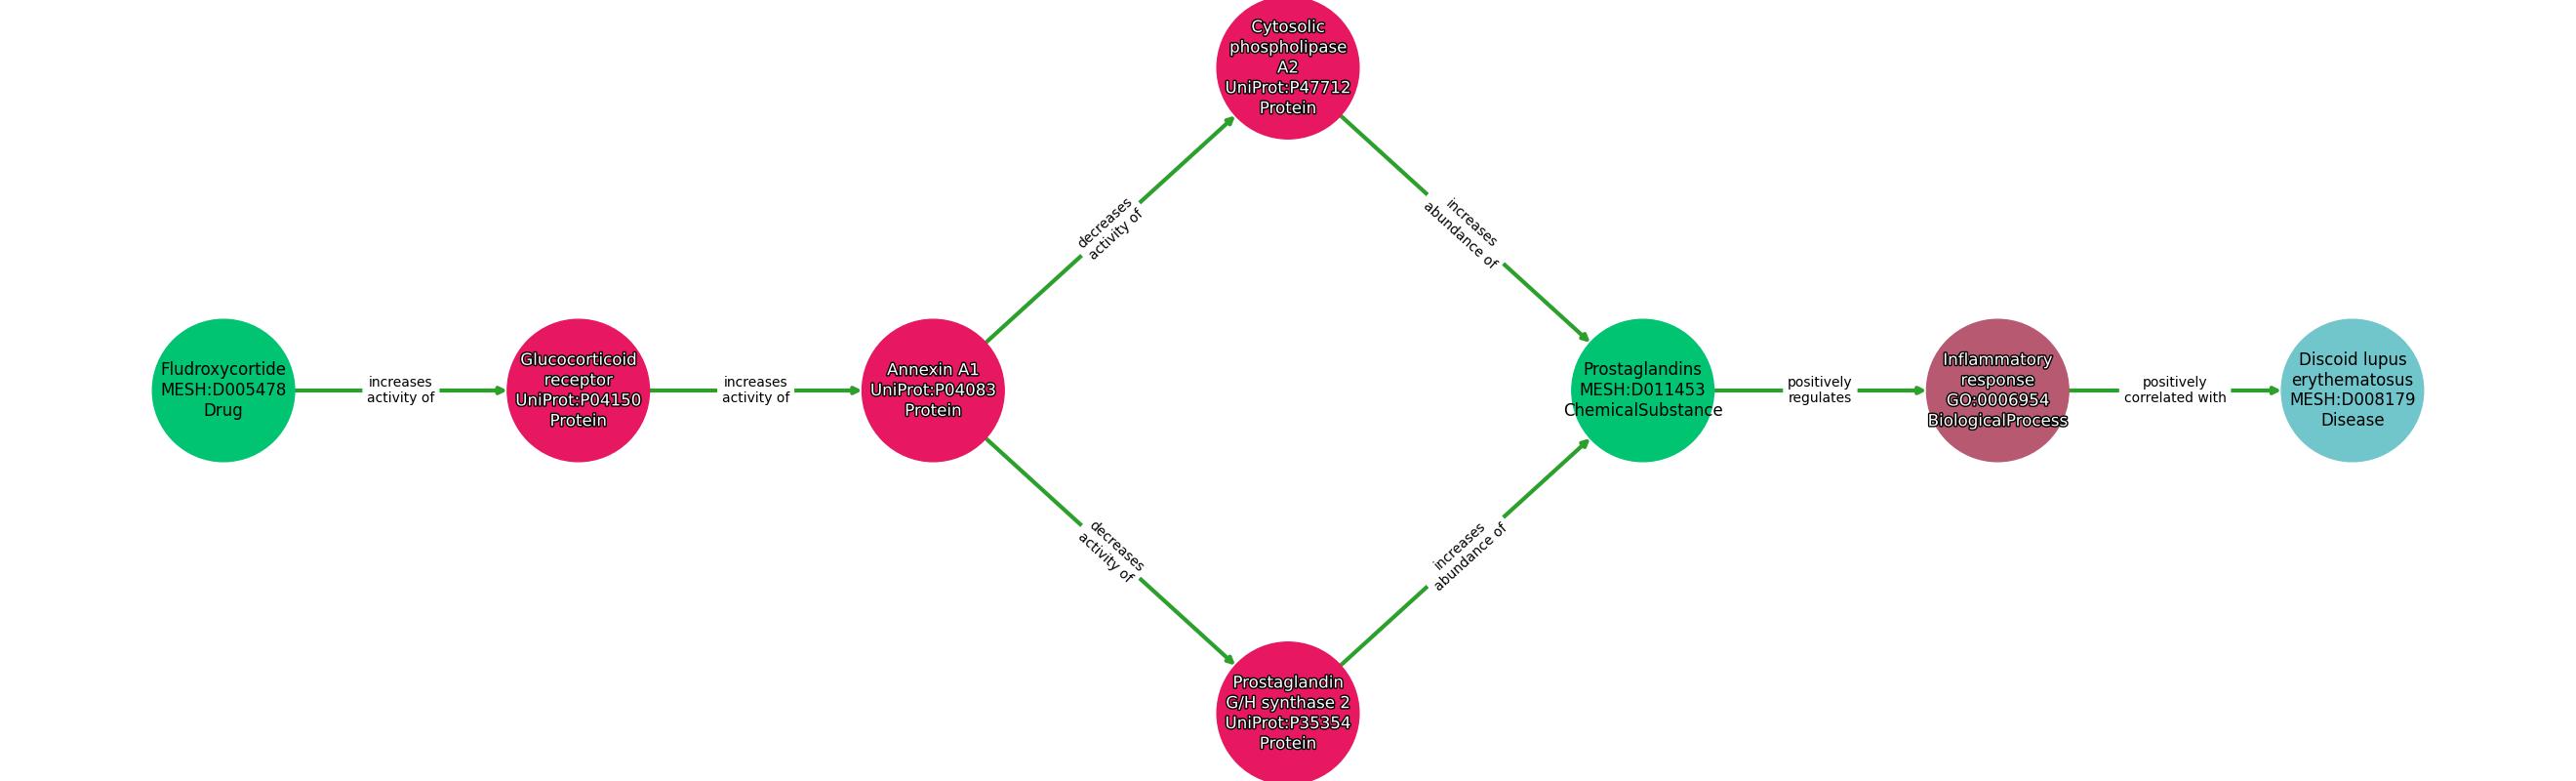 Cytosolic
phospholipase
A2
UniProt:P47712
Protein
decreases
activity of
increases
abundance of
Fludroxycortide
MESH:D005478
Drug
increases
activity of
Glucocorticoid
receptor
UniProt:P04150
Protein
increases
activity of
Annexin A1
UniProt:P04083
Protein
Prostaglandins
MESH:D011453
ChemicalSubstance
positively
regulates
Inflammatory
response
GO:0006954
BiologicalProcess
positively
correlated with
Discoid lupus
erythematosus
MESH:D008179
Disease
decreases
activity of
increases
abundance of
Prostaglandin
G/H synthase 2
UniProt:P35354
Protein